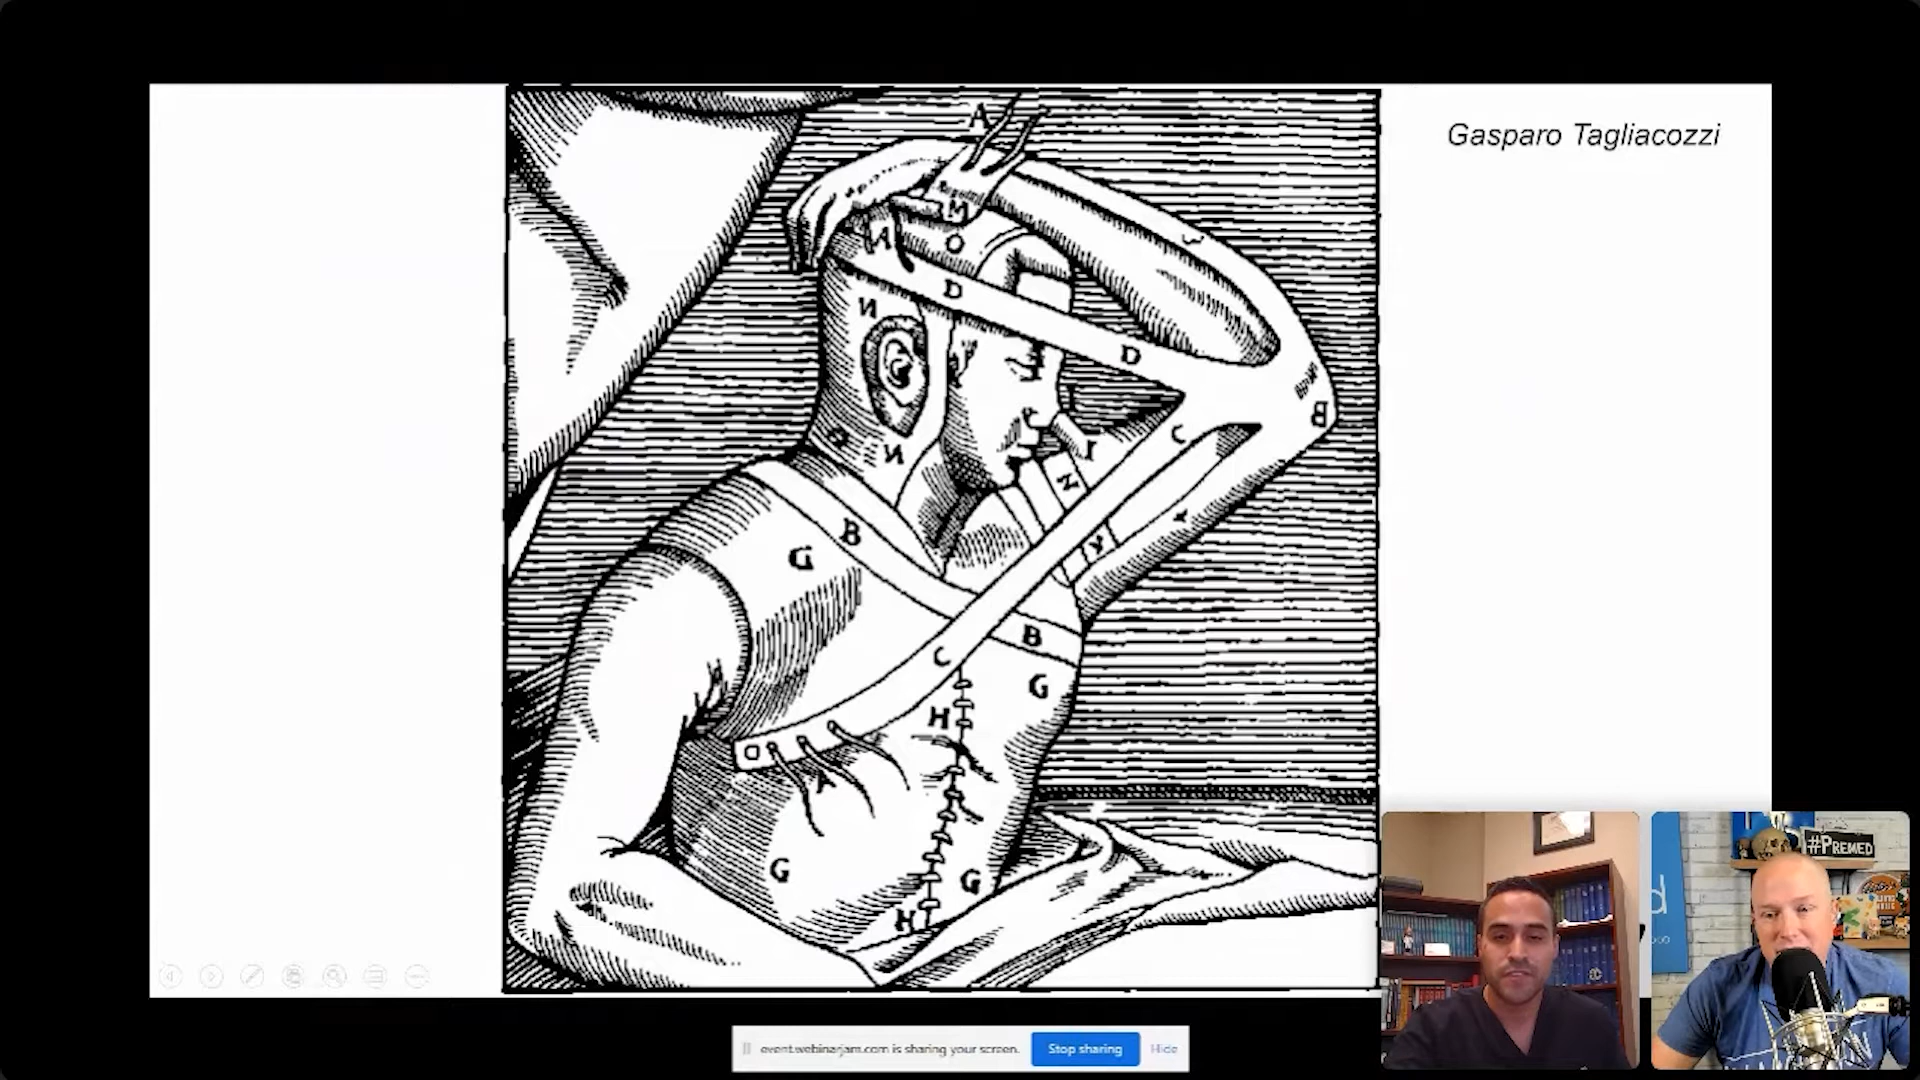 Gasparo Tagliacozzi
A
M
A
O
D
N
D
B
C
N
I
Z
B
G
V
B
C
G
H
O
A
G
G
H
#PREMED
d
event.webinarjam.com is sharing your screen.
Stop sharing
Hide